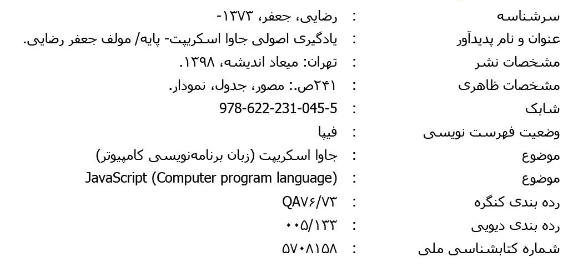 سرشناسه : رضایی، جعفر، ۱۳۷۳-
عنوان و نام پدیدآور : یادگیری اصولی جاوا اسکریپت- پایه/ مولف جعفر رضایی.
مشخصات نشر : تهران: میعاد اندیشه، ۱۳۹۸.
مشخصات ظاهری : ۲۴۱ص.: مصور، جدول، نمودار.
شابک : 978-622-231-045-5
وضعیت فهرست نویسی : فیپا
موضوع : جاوا اسکریپت (زبان برنامه‌نویسی کامپیوتر)
موضوع : JavaScript (Computer program language)
رده بندی کنگره : QA۷۶/۷۳
رده بندی دیویی : ۰۰۵/۱۳۳
شماره کتابشناسی ملی : ۵۷۰۸۱۵۸